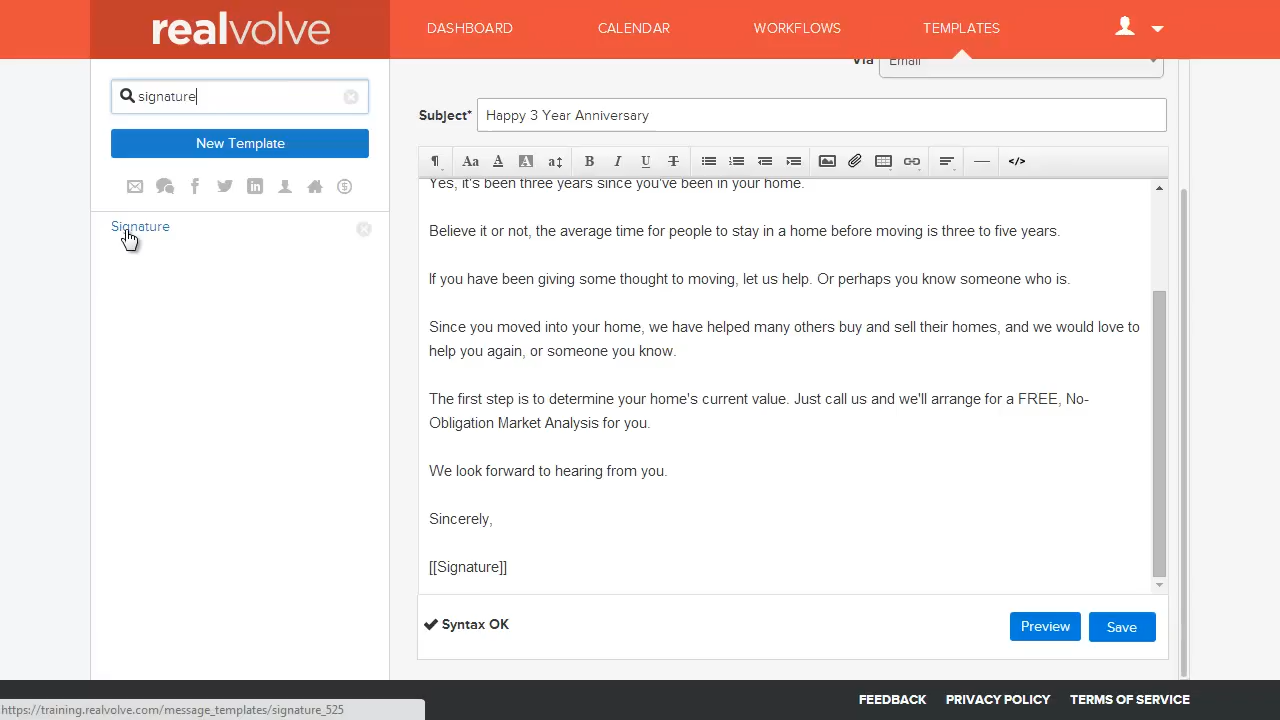 realvolve
DASHBOARD
CALENDAR
WORKFLOWS
TEMPLATES
signature
New Template
Signature
Via
Email
Subject*
Happy 3 Year Anniversary
Yes, it's been three years since you've been in your home.
Believe it or not, the average time for people to stay in a home before moving is three to five years.
If you have been giving some thought to moving, let us help. Or perhaps you know someone who is.
Since you moved into your home, we have helped many others buy and sell their homes, and we would love to
help you again, or someone you know.
The first step is to determine your home's current value. Just call us and we'll arrange for a FREE, No-
Obligation Market Analysis for you.
We look forward to hearing from you.
Sincerely,
[[Signature]]
Syntax OK
Preview
Save
FEEDBACK
PRIVACY POLICY
TERMS OF SERVICE
https://training.realvolve.com/message_templates/signature_525